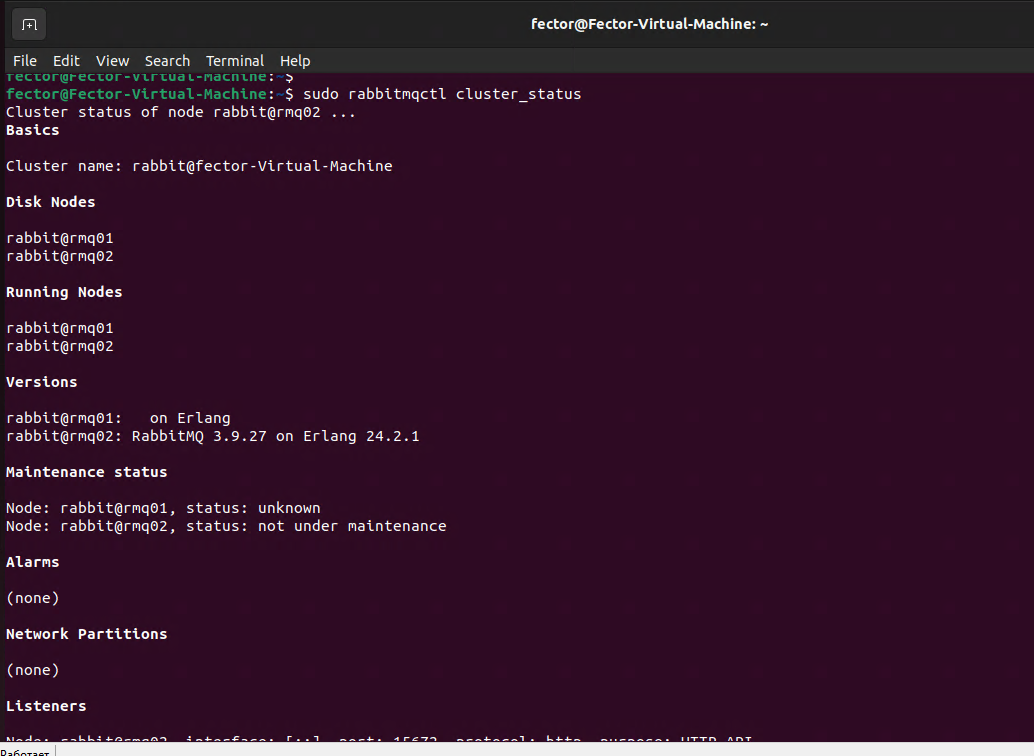 fector@Fector-Virtual-Machine: ~
File Edit View Search Terminal Help
fector@Fector-Virtual-Machine:~$
fector@Fector-Virtual-Machine:~$ sudo rabbitmqctl cluster_status
Cluster status of node rabbit@rmq02 ...
Basics
Cluster name: rabbit@fector-Virtual-Machine
Disk Nodes
rabbit@rmq01
rabbit@rmq02
Running Nodes
rabbit@rmq01
rabbit@rmq02
Versions
rabbit@rmq01:   on Erlang
rabbit@rmq02: RabbitMQ 3.9.27 on Erlang 24.2.1
Maintenance status
Node: rabbit@rmq01, status: unknown
Node: rabbit@rmq02, status: not under maintenance
Alarms
(none)
Network Partitions
(none)
Listeners
Node: rabbit@rmq02, interface: [::], port: 15672, protocol: http, purpose: HTTP API
Работает